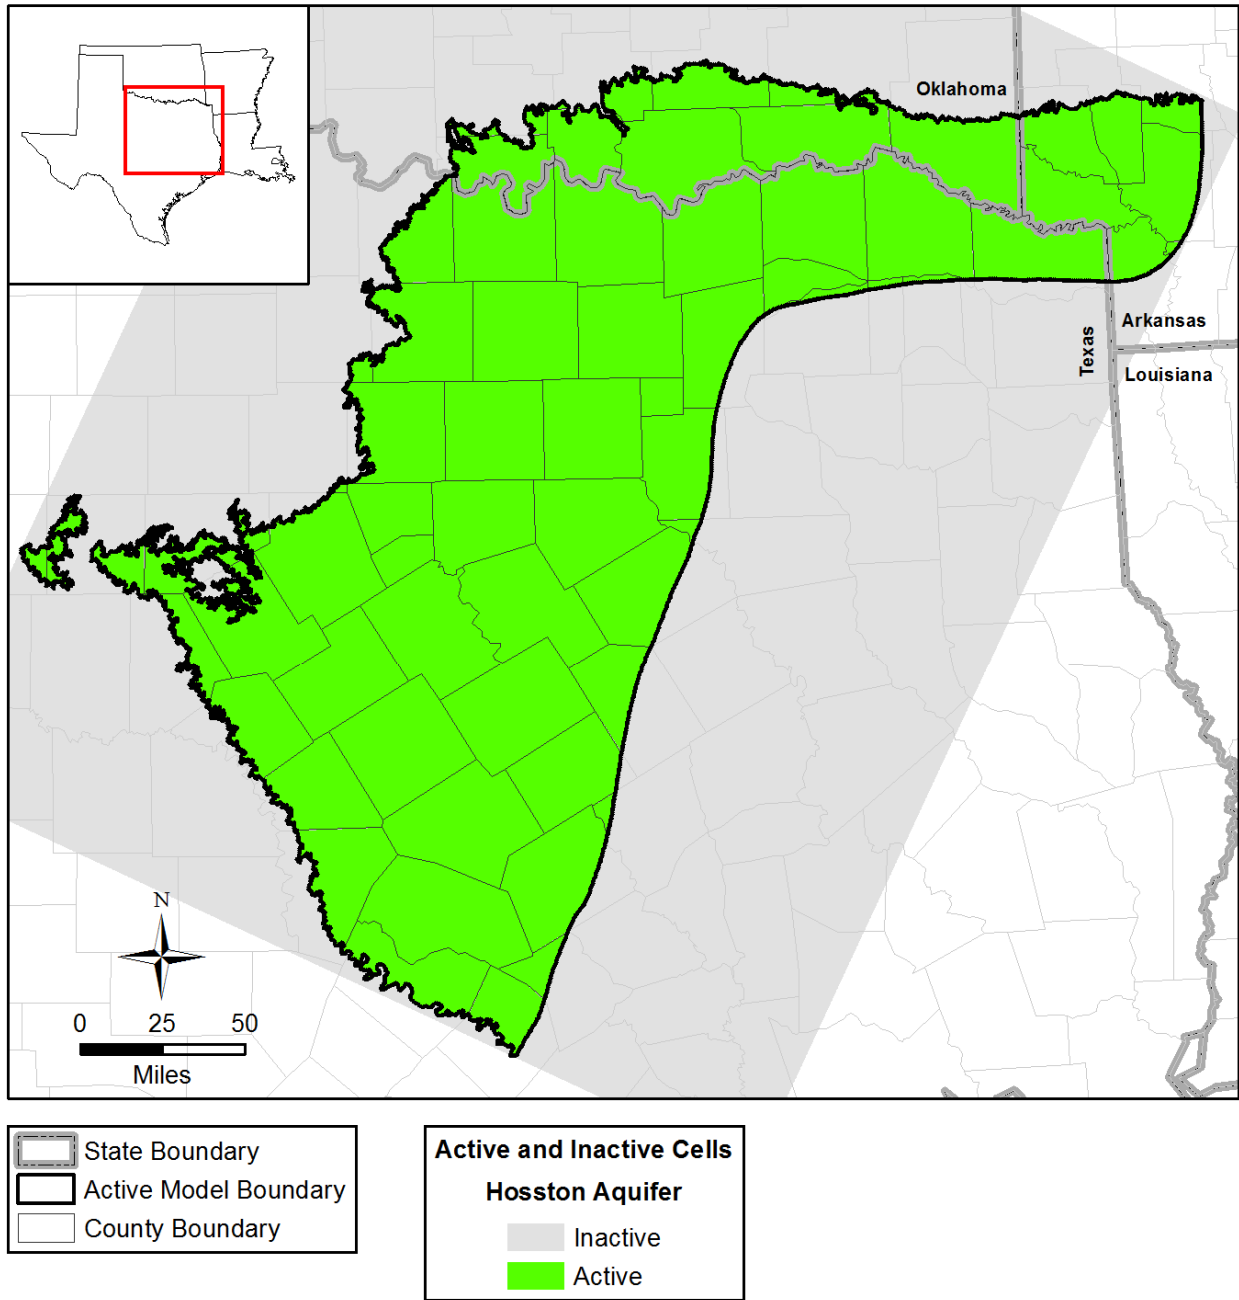 Oklahoma
Arkansas
Texas
Louisiana
N
0 25 50
Miles
State Boundary
Active Model Boundary
County Boundary
Active and Inactive Cells
Hosston Aquifer
Inactive
Active